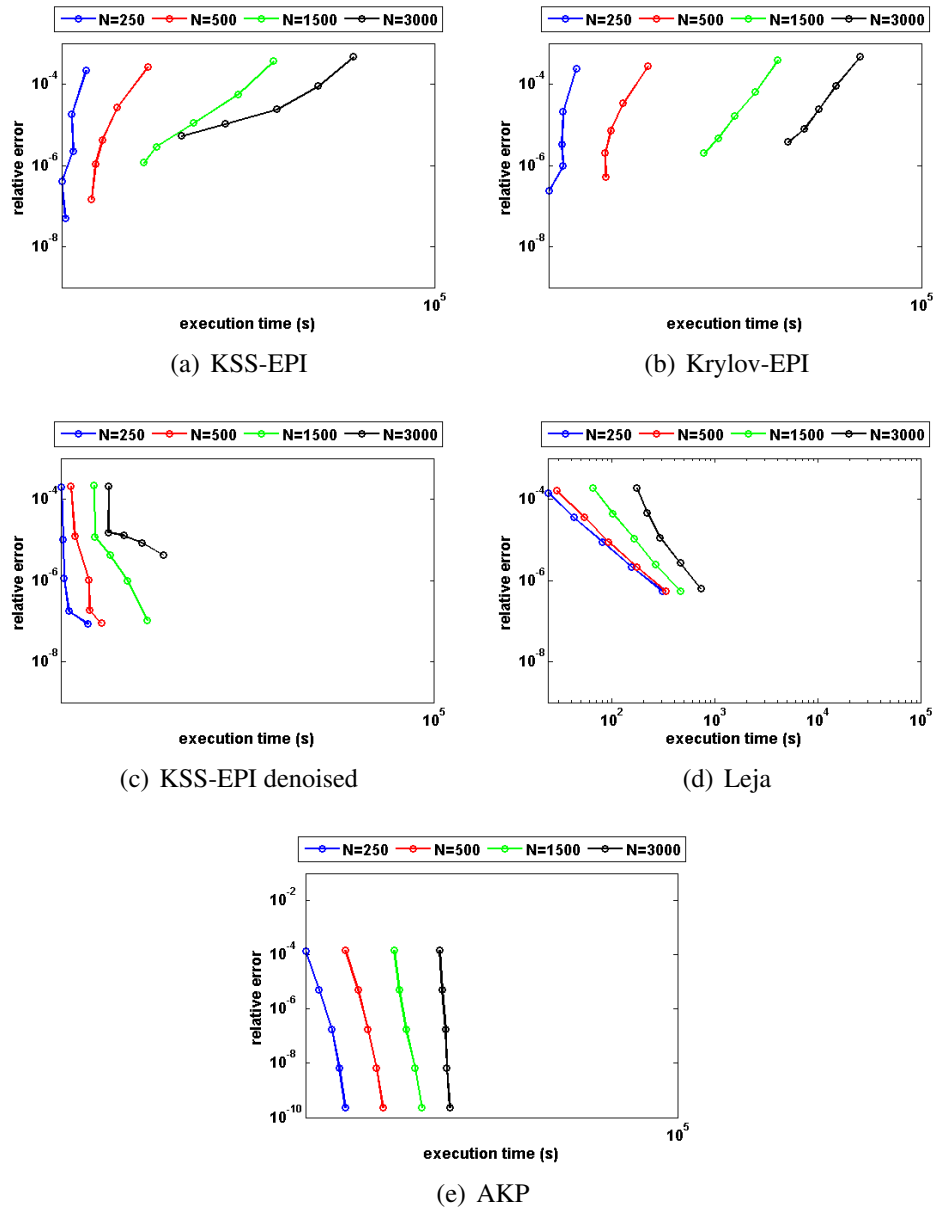 N=250 N=500 N=1500 N=3000
10^-4
10^-6
10^-8
relative error
10^5
execution time (s)
(a) KSS-EPI
N=250 N=500 N=1500 N=3000
10^-4
10^-6
10^-8
relative error
10^5
execution time (s)
(b) Krylov-EPI
N=250 N=500 N=1500 N=3000
10^-4
10^-6
10^-8
relative error
10^5
execution time (s)
(c) KSS-EPI denoised
N=250 N=500 N=1500 N=3000
10^-4
10^-6
10^-8
relative error
10^2 10^3 10^4 10^5
execution time (s)
(d) Leja
N=250 N=500 N=1500 N=3000
10^-2
10^-4
10^-6
10^-8
10^-10
relative error
10^5
execution time (s)
(e) AKP